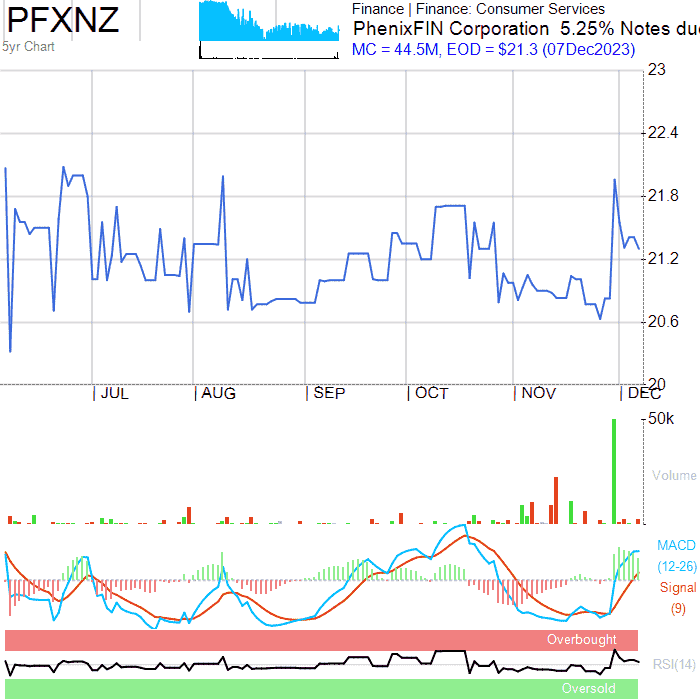 PFXNZ
5yr Chart
Finance | Finance: Consumer Services
PhenixFIN Corporation 5.25% Notes du
MC = 44.5M, EOD = $21.3 (07Dec2023)
23
22.4
21.8
21.2
20.6
20
JUL
AUG
SEP
OCT
NOV
DEC
50k
Volume
MACD
(12-26)
Signal
(9)
Overbought
RSI(14)
Oversold